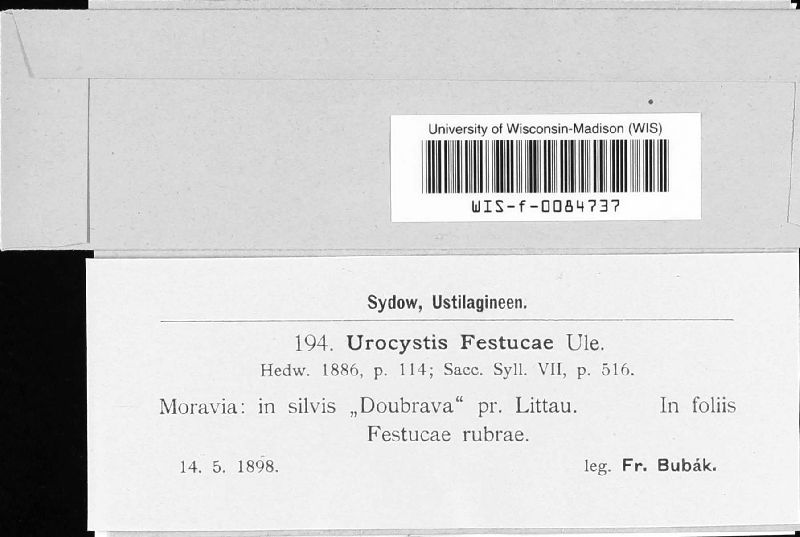 University of Wisconsin-Madison (WIS)
WIS-f-0084737
Sydow, Ustilagineen.
194. Urocystis Festucae Ule.
Hedw. 1886, p. 114; Sacc. Syll. VII, p. 516.
Moravia: in silvis „Doubrava“ pr. Littau. In foliis
Festucae rubrae.
14. 5. 1898. leg. Fr. Bubák.